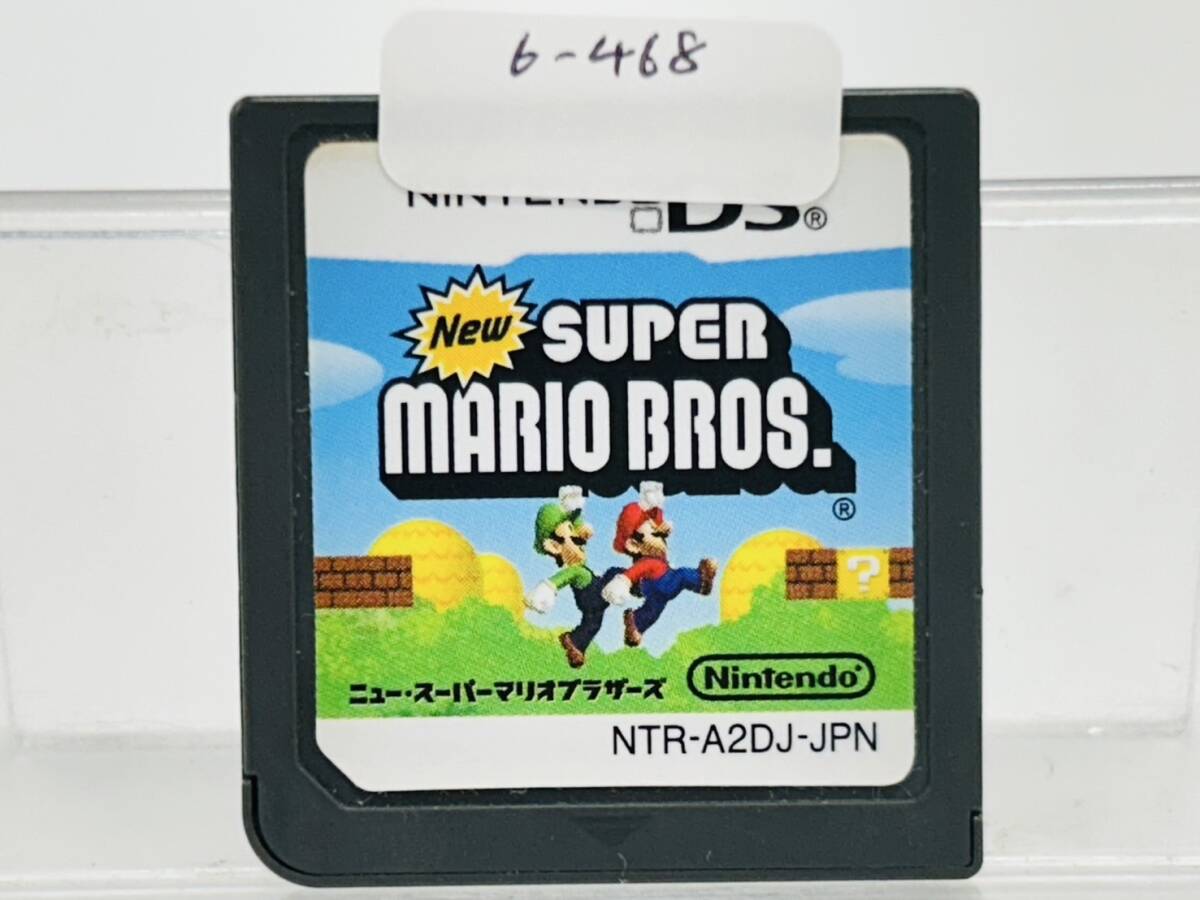 6-468
NINTENDO DS®
New SUPER
MARIO BROS.
®
?
ニュー・スーパーマリオブラザーズ
Nintendo®
NTR-A2DJ-JPN